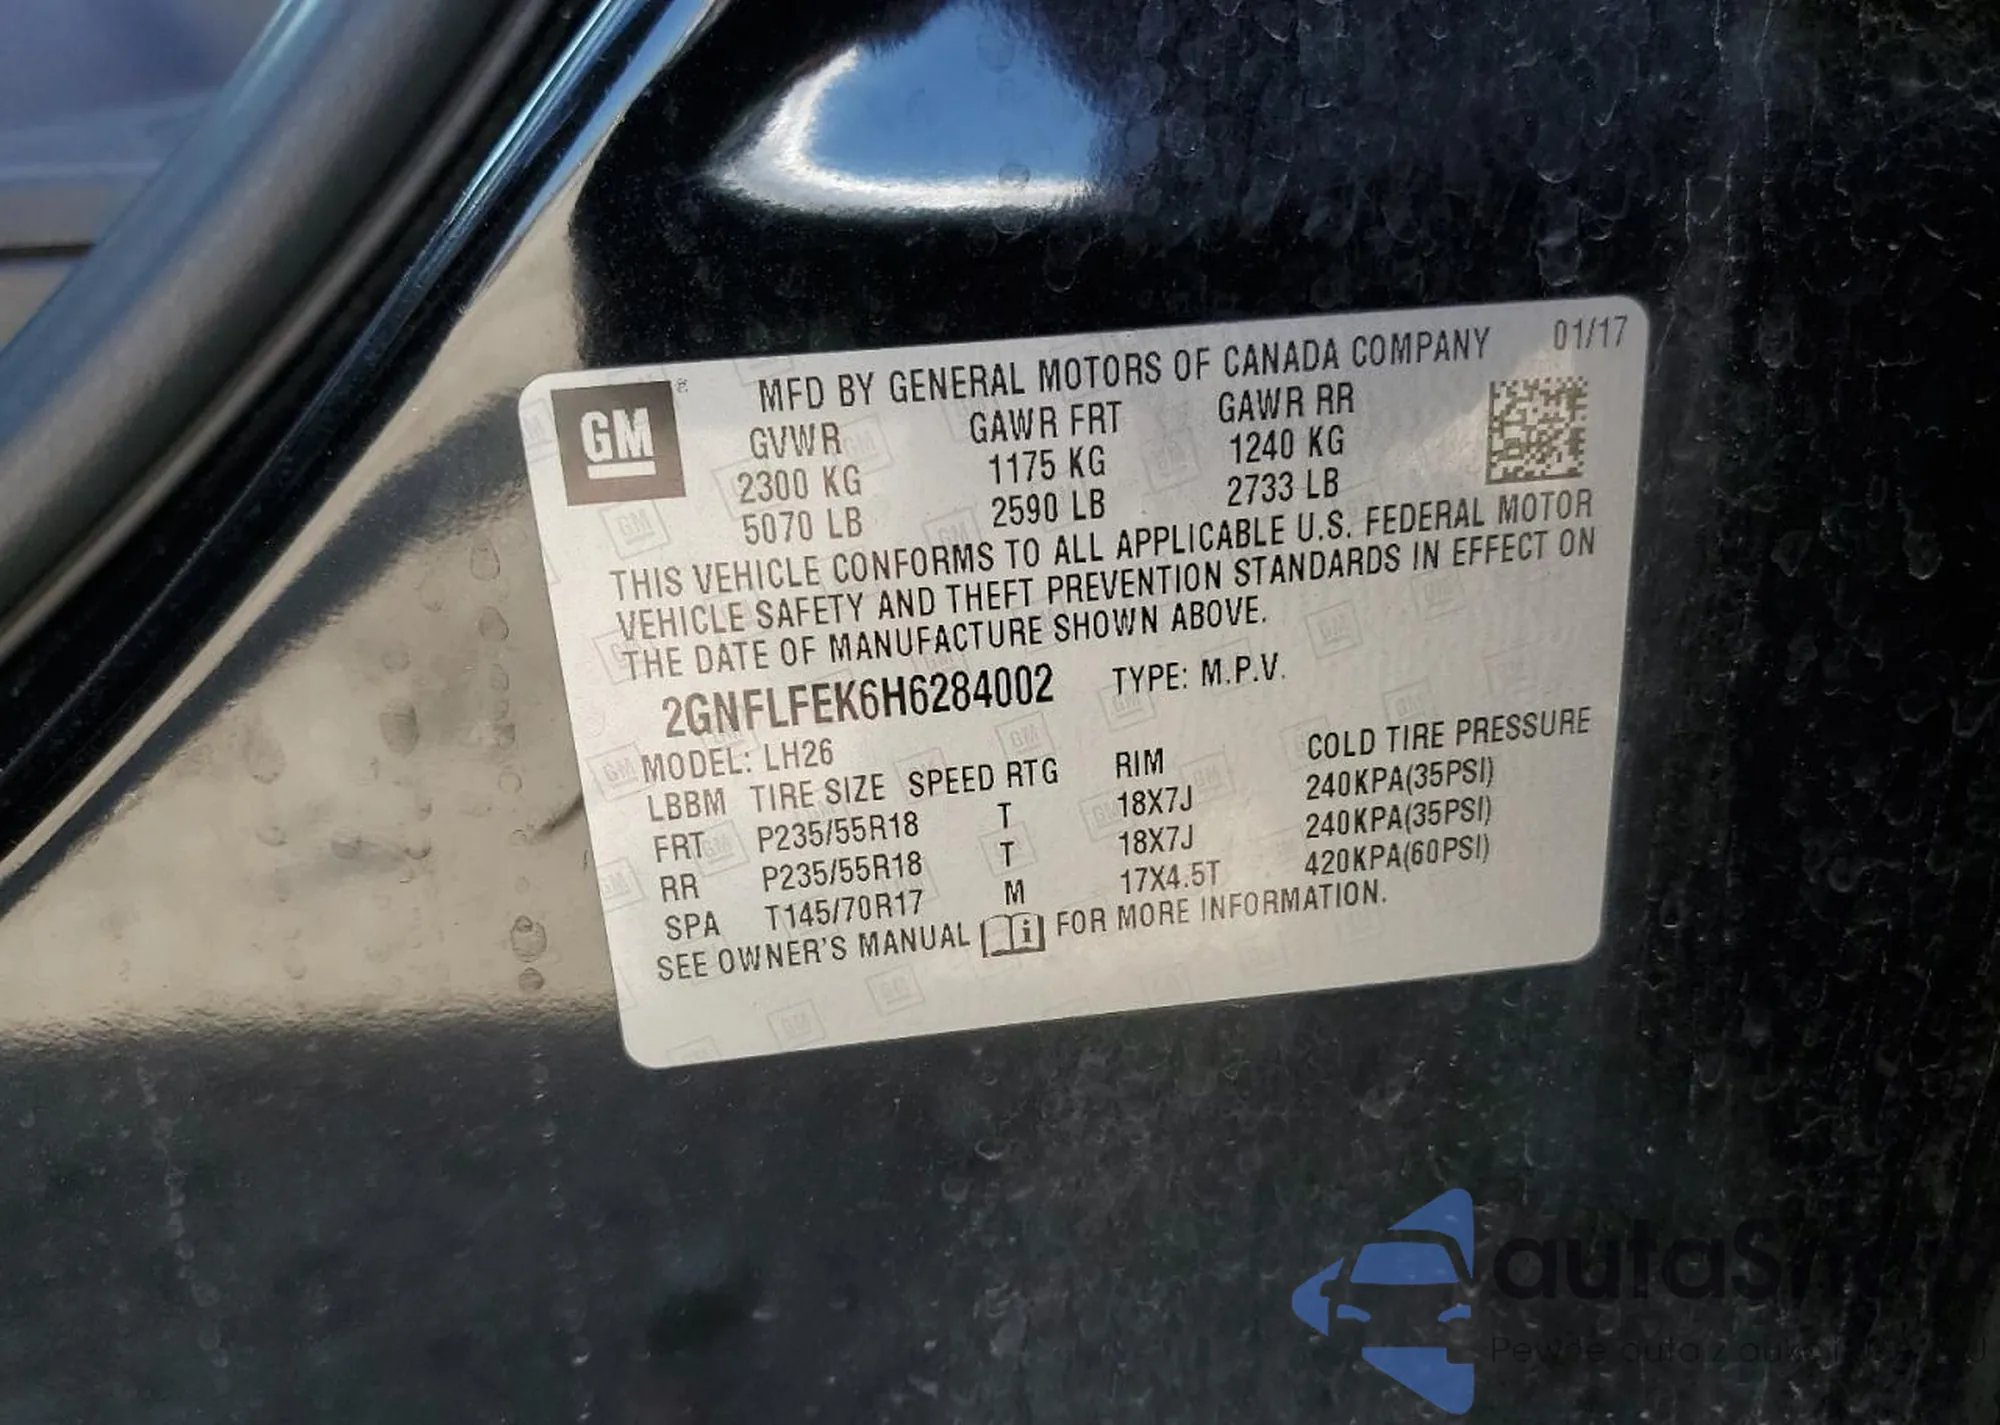 MFD BY GENERAL MOTORS OF CANADA COMPANY 01/17
GM ®
GVWR GAWR FRT GAWR RR
2300 KG 1175 KG 1240 KG
5070 LB 2590 LB 2733 LB
THIS VEHICLE CONFORMS TO ALL APPLICABLE U.S. FEDERAL MOTOR
VEHICLE SAFETY AND THEFT PREVENTION STANDARDS IN EFFECT ON
THE DATE OF MANUFACTURE SHOWN ABOVE.
2GNFLFEK6H6284002 TYPE: M.P.V.
MODEL: LH26
LBBM TIRE SIZE SPEED RTG RIM COLD TIRE PRESSURE
FRT P235/55R18 T 18X7J 240KPA(35PSI)
RR P235/55R18 T 18X7J 240KPA(35PSI)
SPA T145/70R17 M 17X4.5T 420KPA(60PSI)
SEE OWNER'S MANUAL FOR MORE INFORMATION.
Pewne auta z